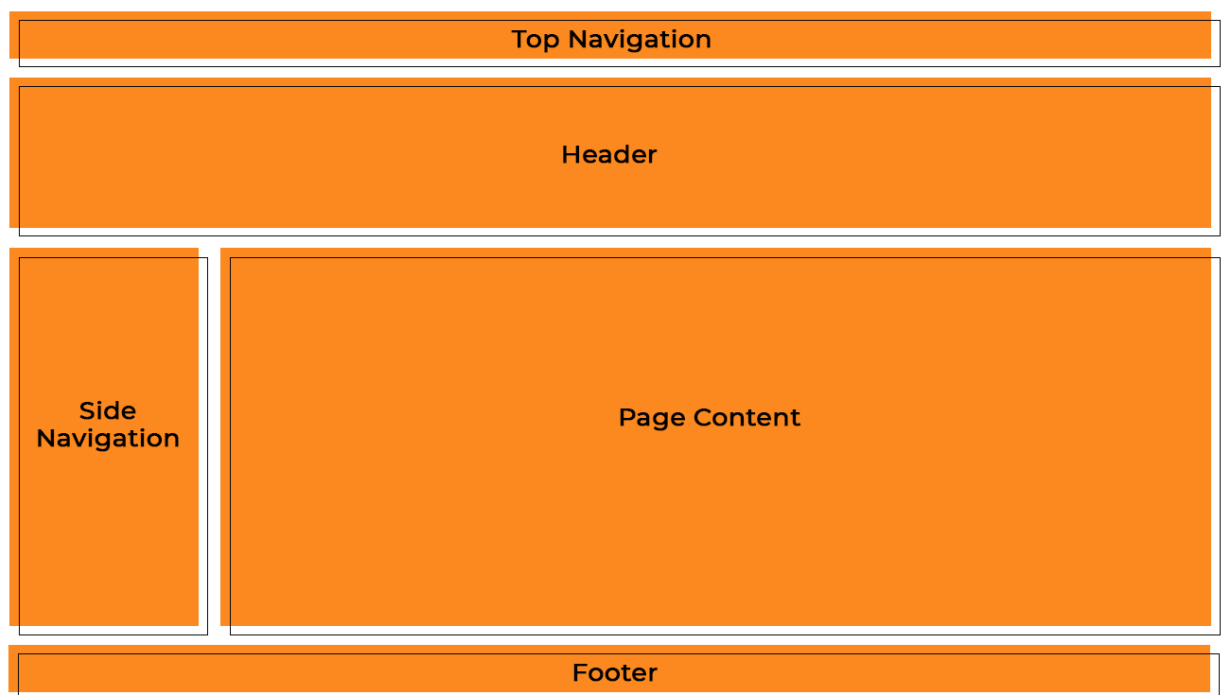 Top Navigation
Header
Side
Navigation
Page Content
Footer